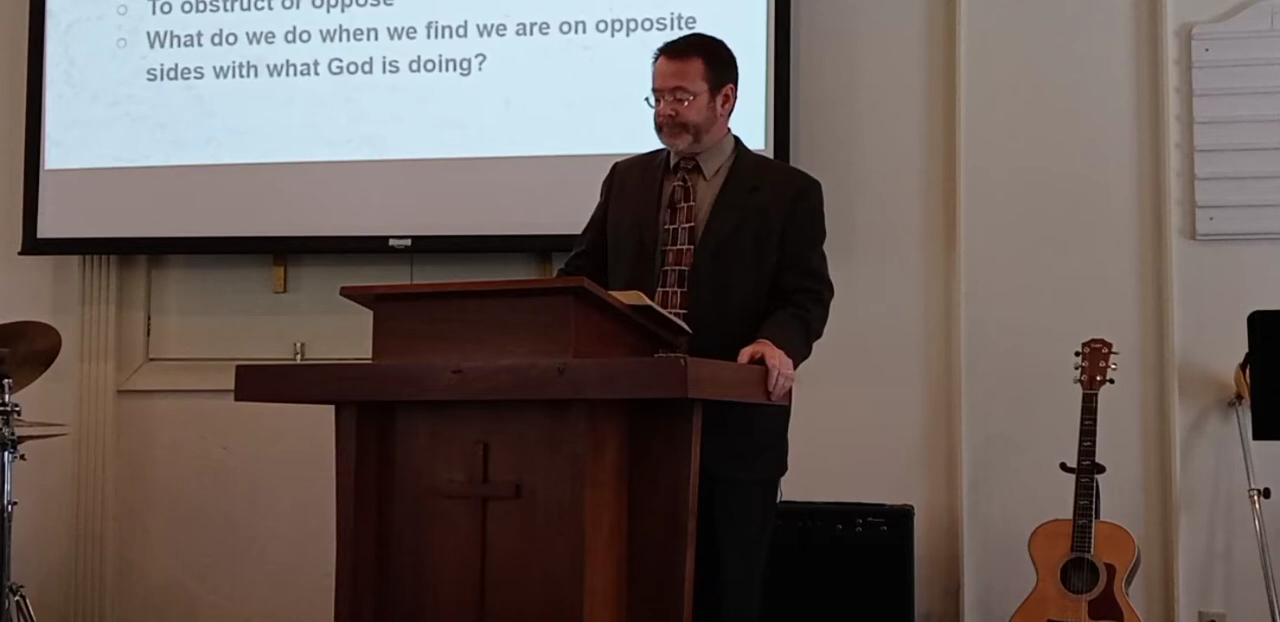 To obstruct or oppose
What do we do when we find we are on opposite
sides with what God is doing?